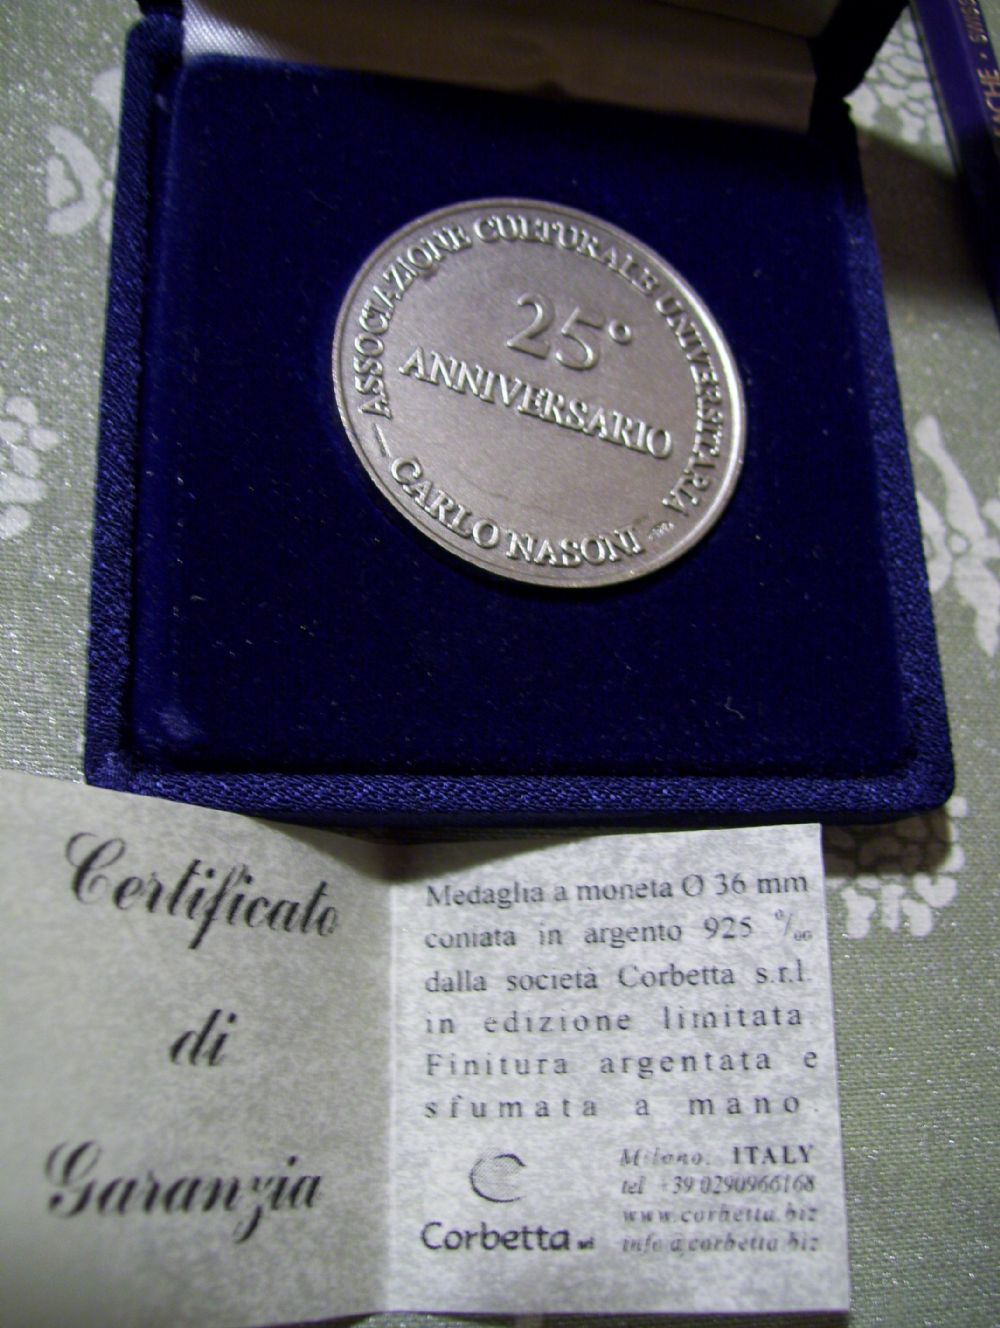 ASSOCIAZIONE CULTURALE UNIVERSITARIA
25°
ANNIVERSARIO
CARLO NASONI
Certificato
di
Garanzia
Medaglia a moneta Ø 36 mm
coniata in argento 925 °/oo
dalla società Corbetta s.r.l.
in edizione limitata
Finitura argentata e
sfumata a mano.
Corbetta srl
Milano, ITALY
tel +39 0290966168
www.corbetta.biz
info@corbetta.biz